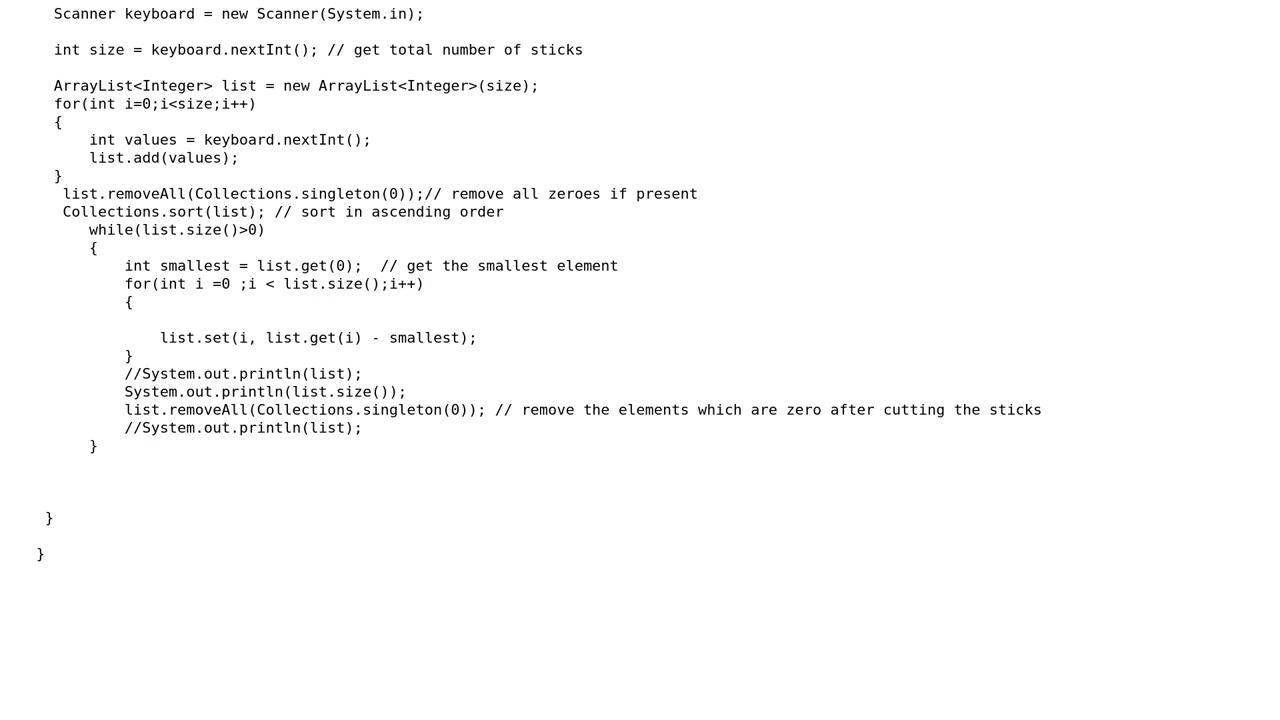 Scanner keyboard = new Scanner(System.in);
int size = keyboard.nextInt(); // get total number of sticks
ArrayList<Integer> list = new ArrayList<Integer>(size);
for(int i=0;i<size;i++)
{
int values = keyboard.nextInt();
list.add(values);
}
list.removeAll(Collections.singleton(0));// remove all zeroes if present
Collections.sort(list); // sort in ascending order
while(list.size()>0)
{
int smallest = list.get(0);  // get the smallest element
for(int i =0 ;i < list.size();i++)
{
list.set(i, list.get(i) - smallest);
}
//System.out.println(list);
System.out.println(list.size());
list.removeAll(Collections.singleton(0)); // remove the elements which are zero after cutting the sticks
//System.out.println(list);
}
}
}